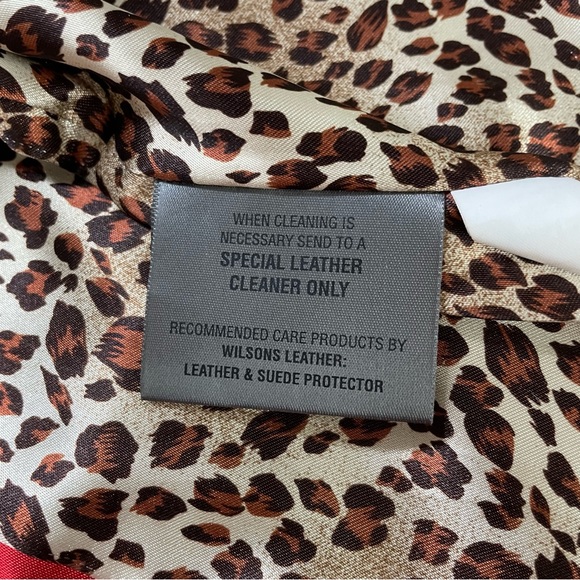 WHEN CLEANING IS
NECESSARY SEND TO A
SPECIAL LEATHER
CLEANER ONLY
RECOMMENDED CARE PRODUCTS BY
WILSONS LEATHER:
LEATHER & SUEDE PROTECTOR